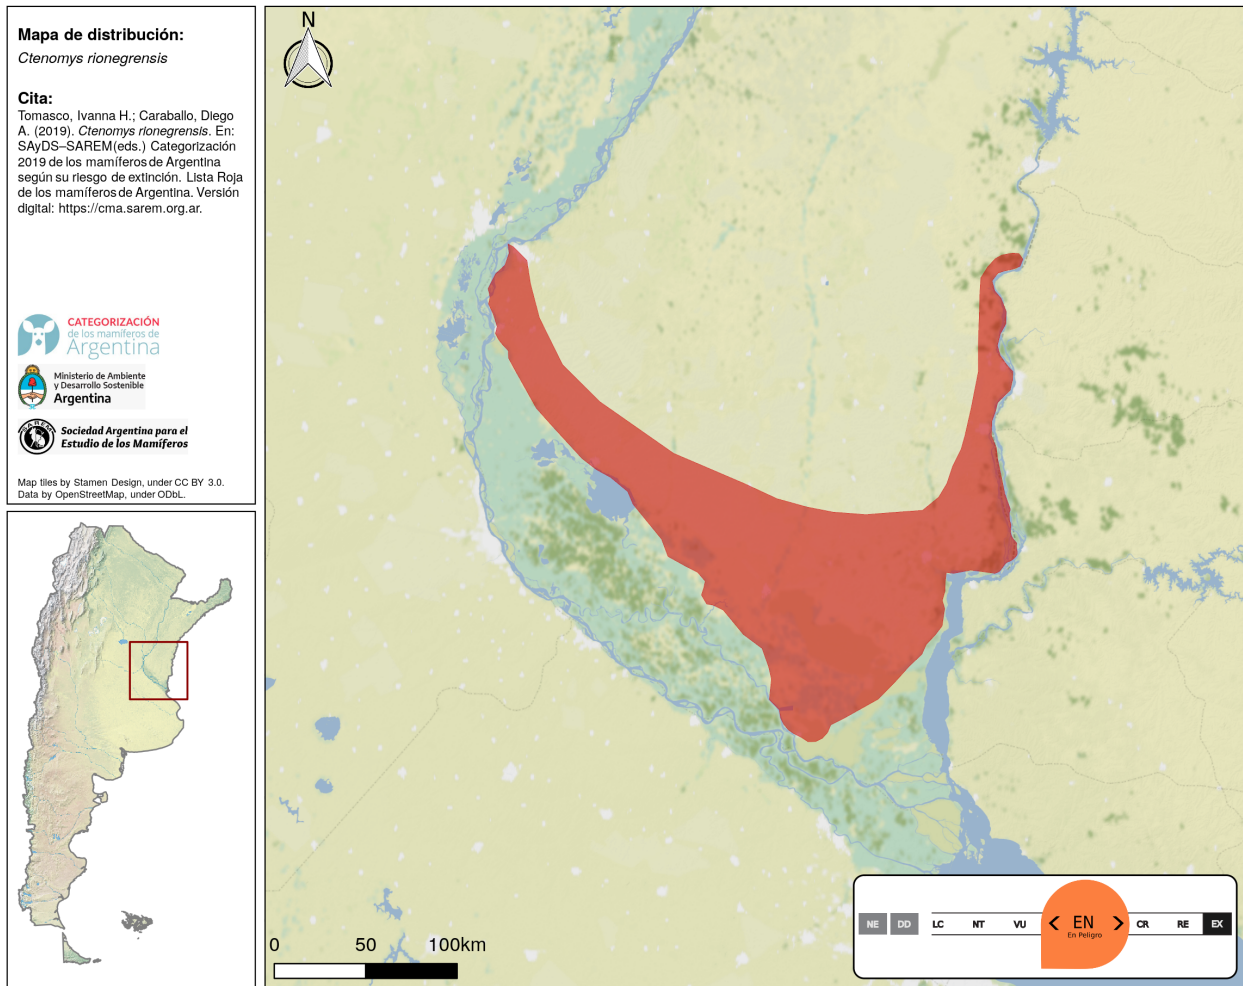 Mapa de distribución:
Ctenomys rionegrensis
Cita:
Tomasco, Ivanna H.; Caraballo, Diego
A. (2019). Ctenomys rionegrensis. En:
SAyDS–SAREM(eds.) Categorización
2019 de los mamíferos de Argentina
según su riesgo de extinción. Lista Roja
de los mamíferos de Argentina. Versión
digital: https://cma.sarem.org.ar.
CATEGORIZACIÓN
de los mamíferos de
Argentina
Ministerio de Ambiente
y Desarrollo Sostenible
Argentina
SAREM
Sociedad Argentina para el
Estudio de los Mamíferos
Map tiles by Stamen Design, under CC BY 3.0.
Data by OpenStreetMap, under ODbL.
N
0 50 100km
NE DD LC NT VU < EN > CR RE EX
En Peligro